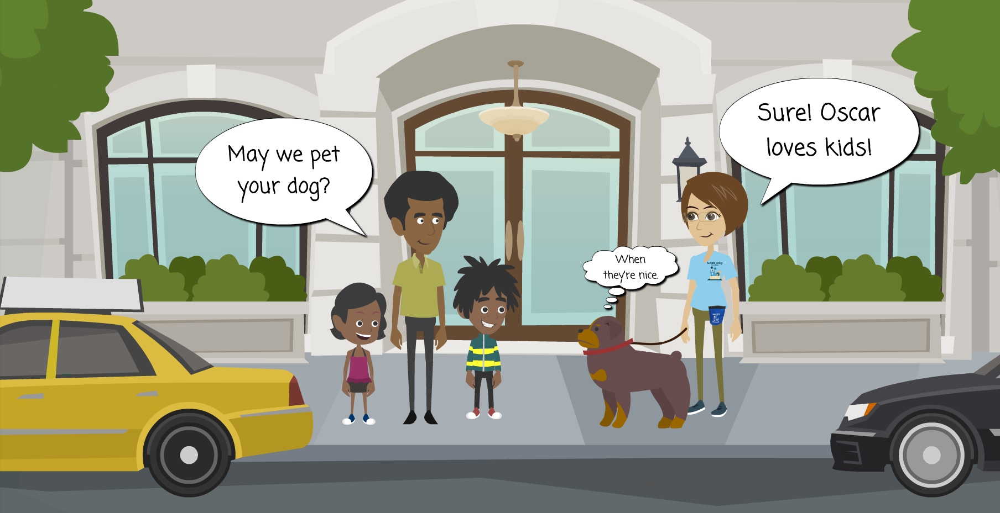 May we pet
your dog?
Sure! Oscar
loves kids!
When
they're nice.
Good Dog